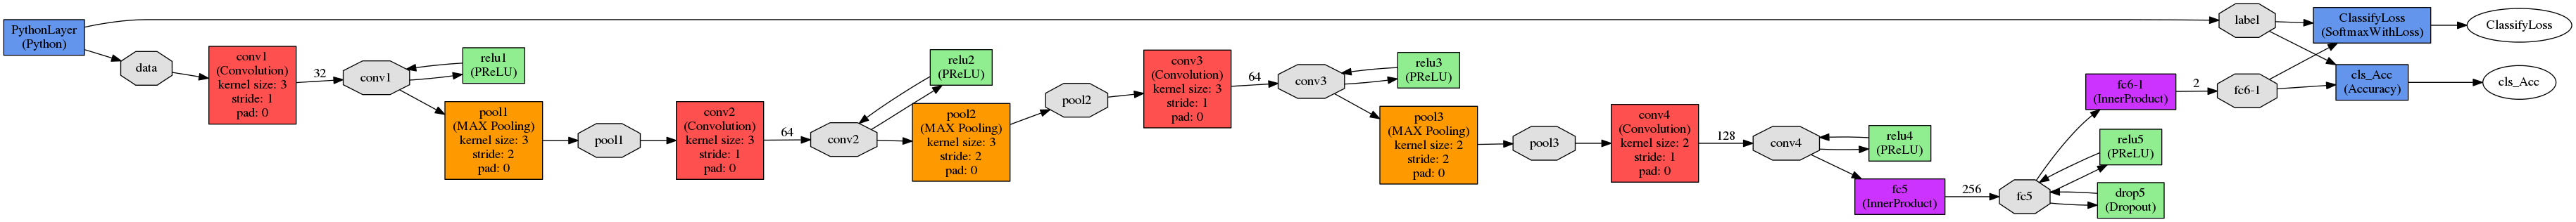 PythonLayer
(Python)
data
conv1
(Convolution)
kernel size: 3
stride: 1
pad: 0
32
conv1
relu1
(PReLU)
pool1
(MAX Pooling)
kernel size: 3
stride: 2
pad: 0
pool1
conv2
(Convolution)
kernel size: 3
stride: 1
pad: 0
64
conv2
relu2
(PReLU)
pool2
(MAX Pooling)
kernel size: 3
stride: 2
pad: 0
pool2
conv3
(Convolution)
kernel size: 3
stride: 1
pad: 0
64
conv3
relu3
(PReLU)
pool3
(MAX Pooling)
kernel size: 2
stride: 2
pad: 0
pool3
conv4
(Convolution)
kernel size: 2
stride: 1
pad: 0
128
conv4
relu4
(PReLU)
fc5
(InnerProduct)
256
fc5
relu5
(PReLU)
drop5
(Dropout)
fc6-1
(InnerProduct)
2
fc6-1
label
ClassifyLoss
(SoftmaxWithLoss)
ClassifyLoss
cls_Acc
(Accuracy)
cls_Acc